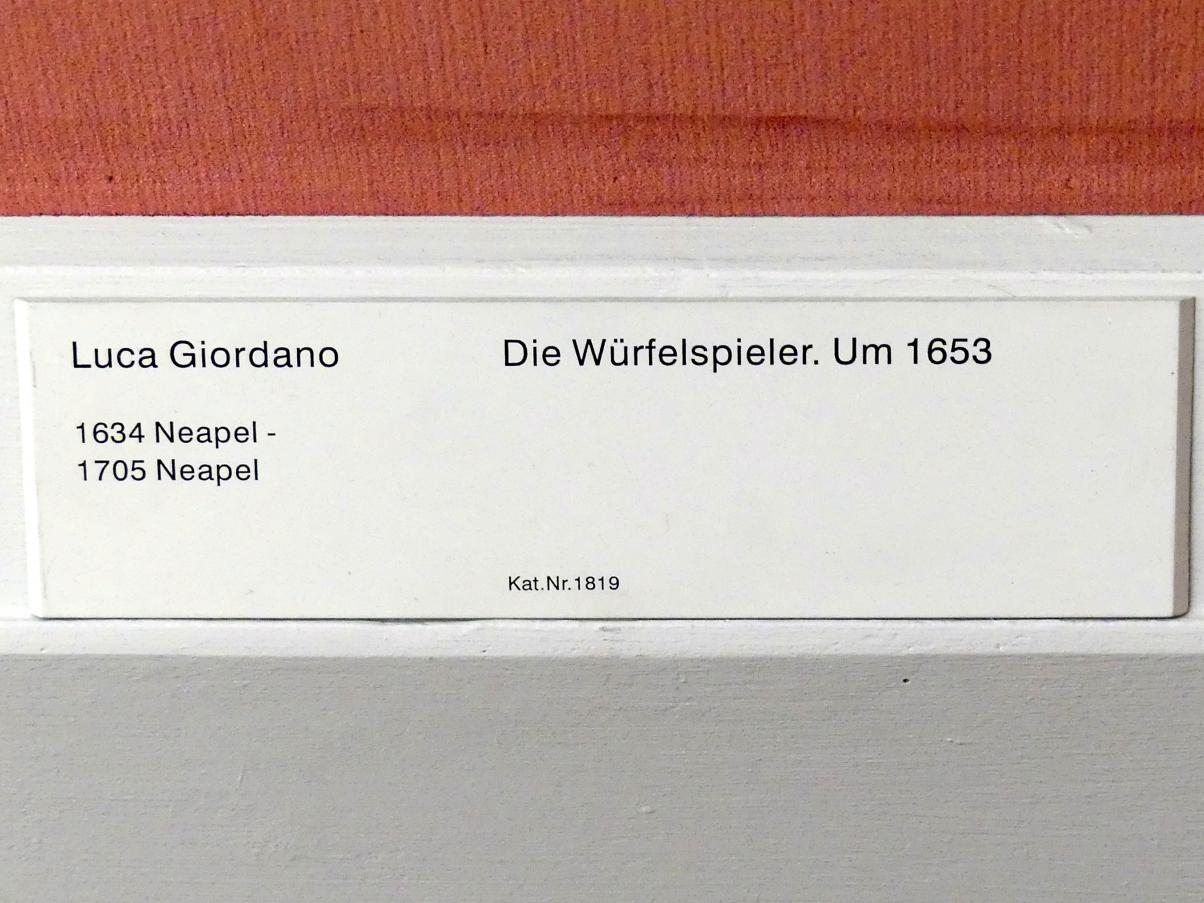 Luca Giordano
Die Würfelspieler. Um 1653
1634 Neapel -
1705 Neapel
Kat.Nr.1819